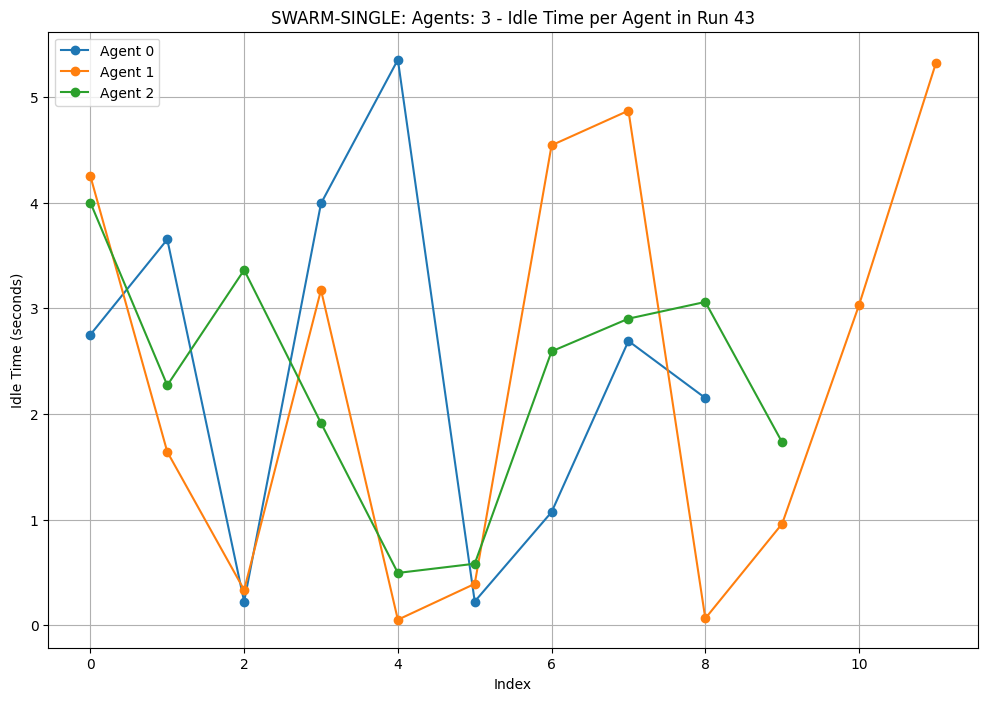 SWARM-SINGLE: Agents: 3 - Idle Time per Agent in Run 43
Agent 0
Agent 1
Agent 2
Idle Time (seconds)
5
4
3
2
1
0
0 2 4 6 8 10
Index